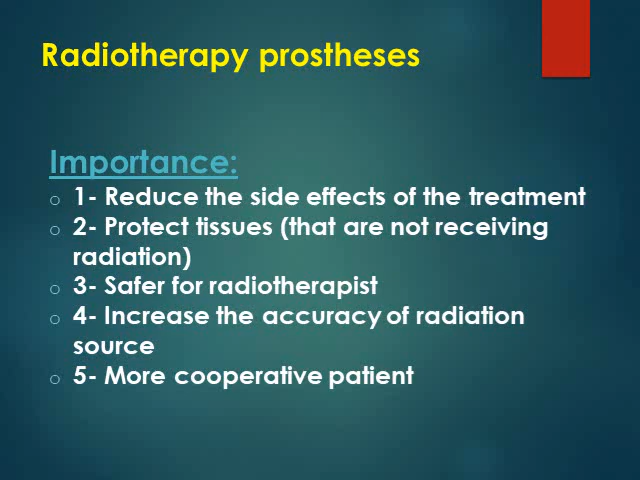 Radiotherapy prostheses
Importance:
o 1- Reduce the side effects of the treatment
o 2- Protect tissues (that are not receiving
radiation)
o 3- Safer for radiotherapist
o 4- Increase the accuracy of radiation
source
o 5- More cooperative patient